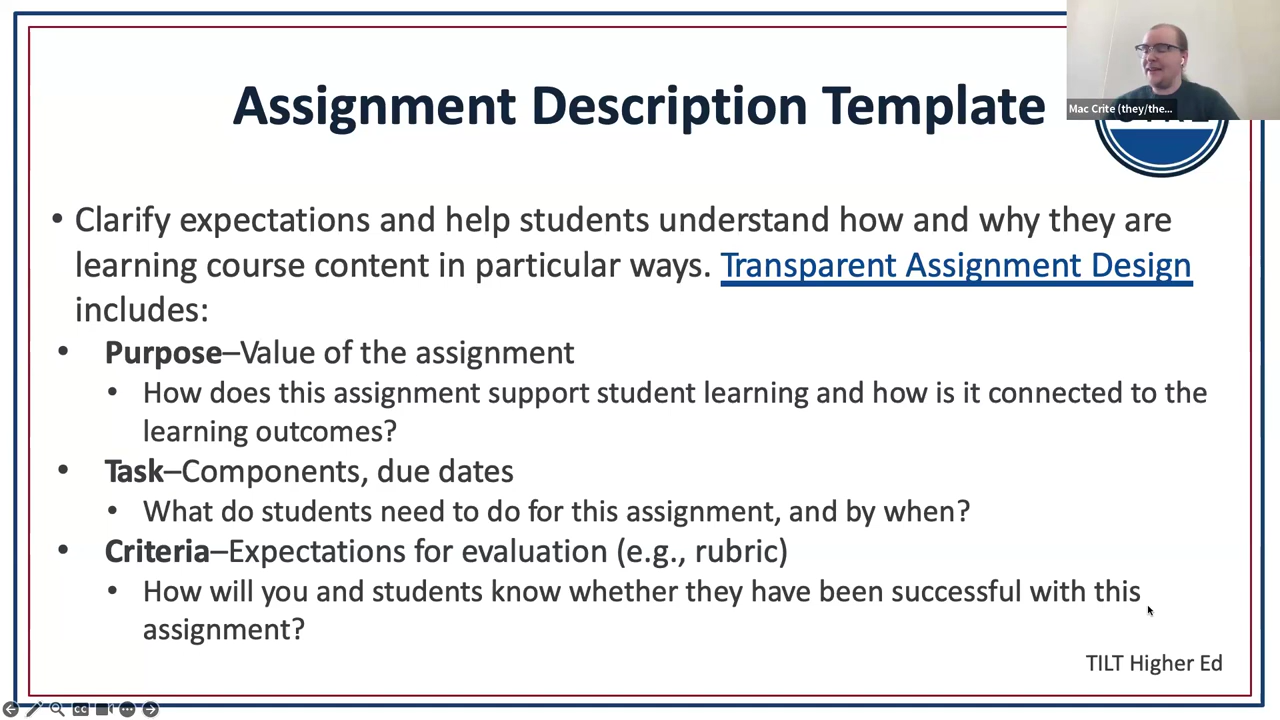 Assignment Description Template
Mac Crite (they/the...
• Clarify expectations and help students understand how and why they are
learning course content in particular ways. Transparent Assignment Design
includes:
• Purpose–Value of the assignment
• How does this assignment support student learning and how is it connected to the
learning outcomes?
• Task–Components, due dates
• What do students need to do for this assignment, and by when?
• Criteria–Expectations for evaluation (e.g., rubric)
• How will you and students know whether they have been successful with this
assignment?
TILT Higher Ed
CC